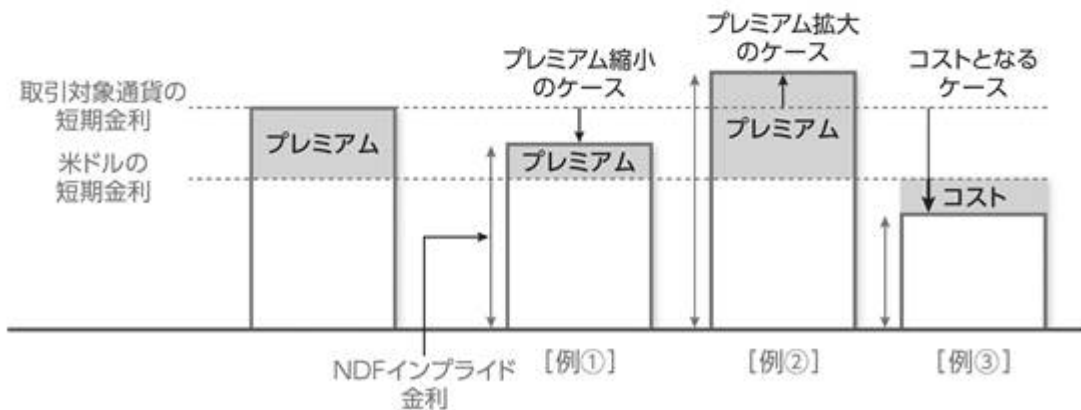 取引対象通貨の
短期金利
米ドルの
短期金利
プレミアム
プレミアム縮小
のケース
プレミアム
プレミアム拡大
のケース
プレミアム
コストとなる
ケース
コスト
NDFインプライド
金利
[例①]
[例②]
[例③]